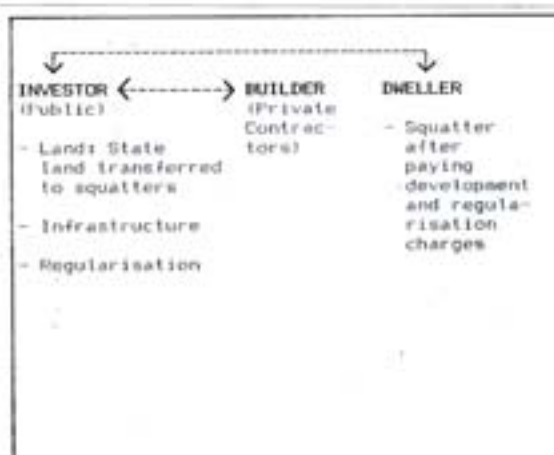 INVESTOR BUILDER DWELLER
(Public) (Private
Contrac-
tors)
- Land: State
land transferred
to squatters
- Infrastructure
- Regularisation
- Squatter
after
paying
development
and regula-
risation
charges